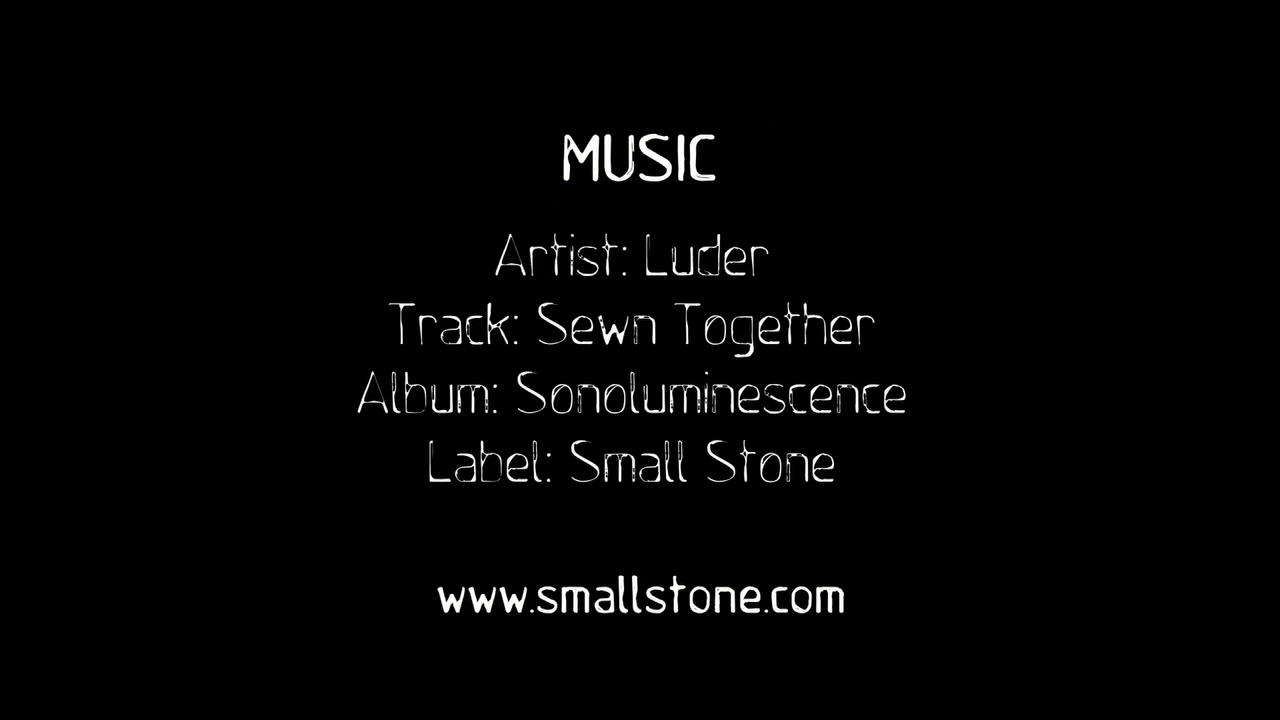 MUSIC
Artist: Luder
Track: Sewn Together
Album: Sonoluminescence
Label: Small Stone
www.smallstone.com